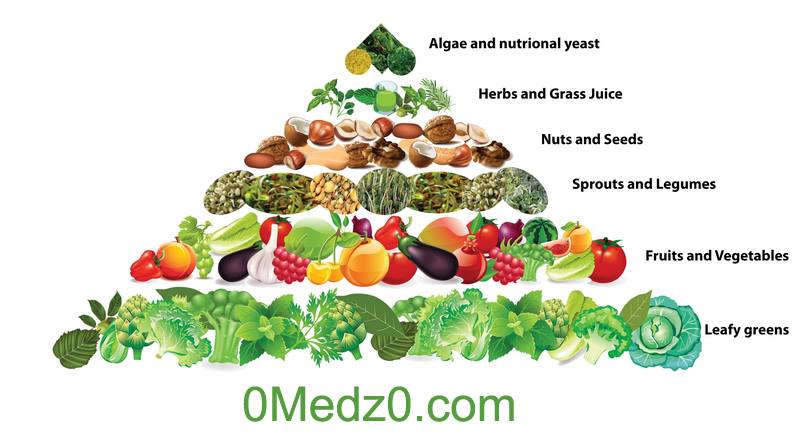 Algae and nutrional yeast
Herbs and Grass Juice
Nuts and Seeds
Sprouts and Legumes
Fruits and Vegetables
Leafy greens
0Medz0.com